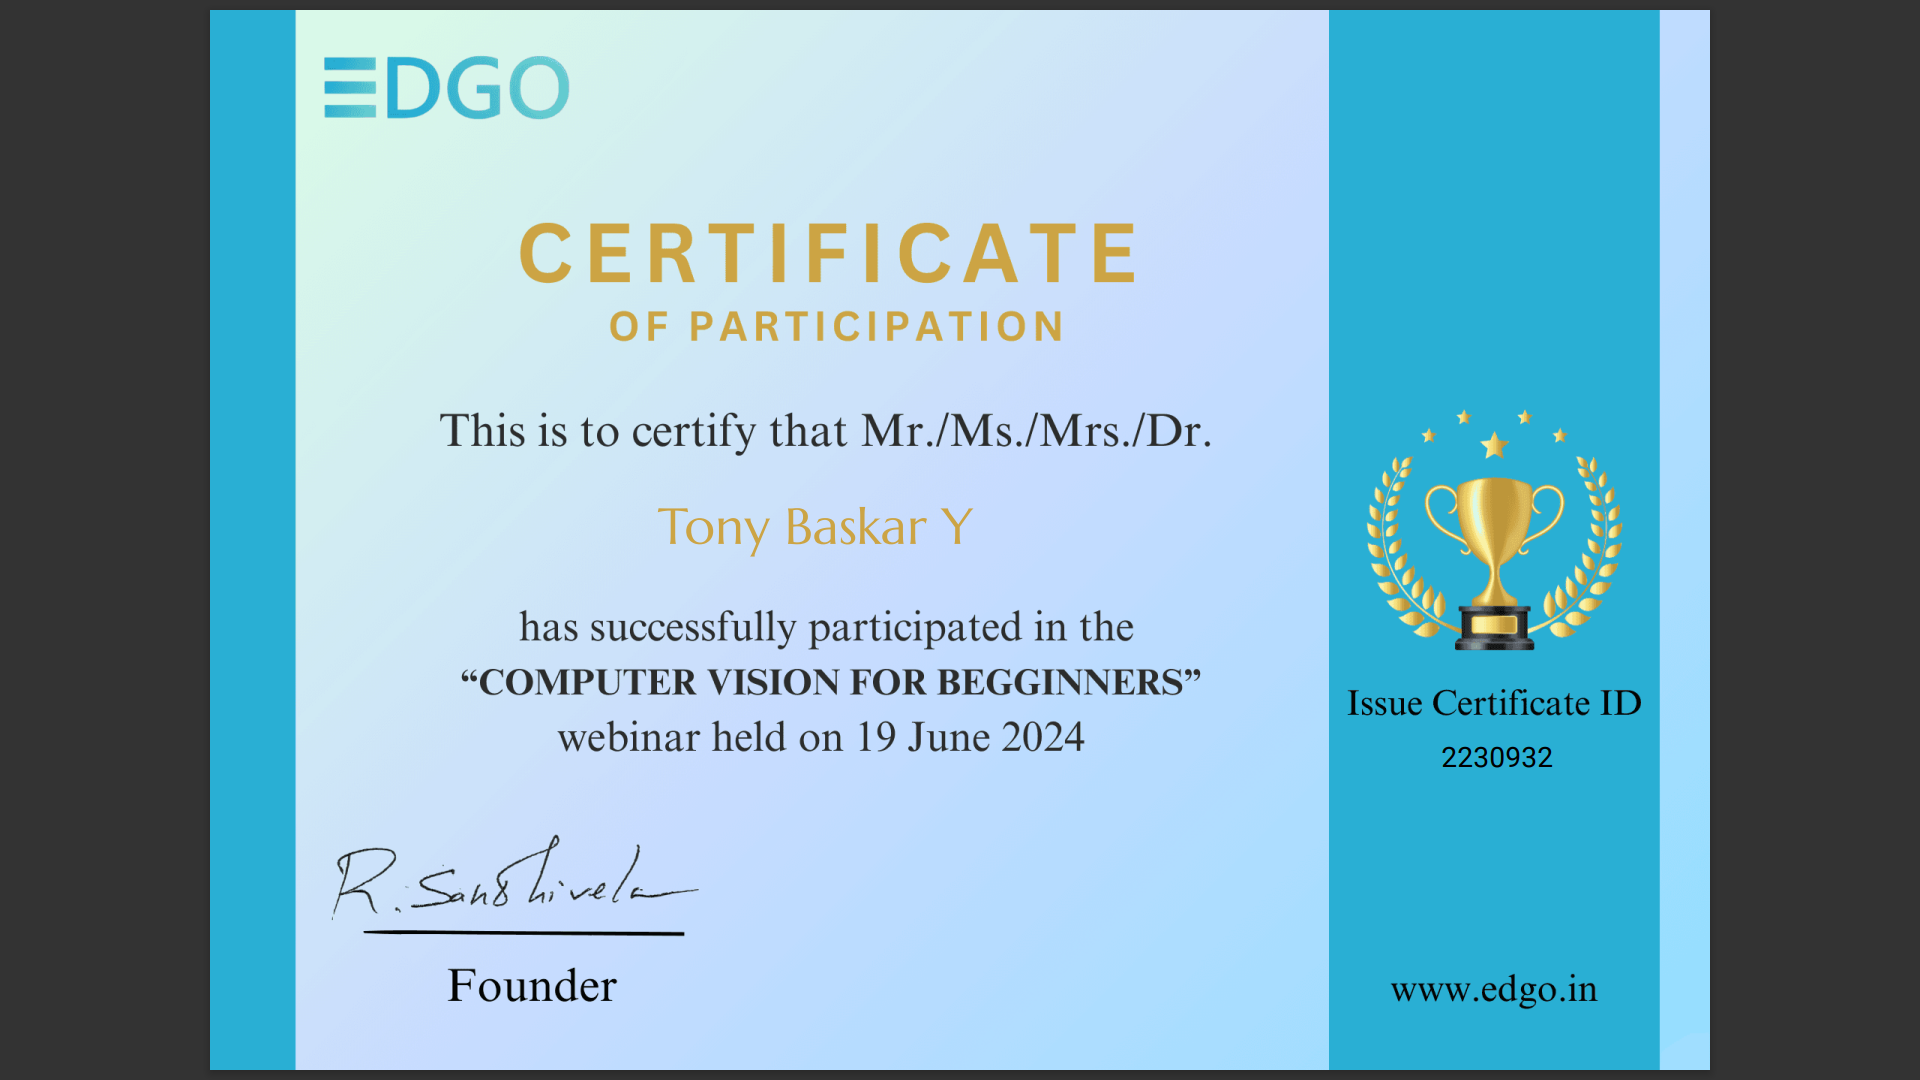 EDGO
CERTIFICATE
OF PARTICIPATION
This is to certify that Mr./Ms./Mrs./Dr.
Tony Baskar Y
has successfully participated in the
“COMPUTER VISION FOR BEGGINNERS”
webinar held on 19 June 2024
R.
Founder
Issue Certificate ID
2230932
www.edgo.in